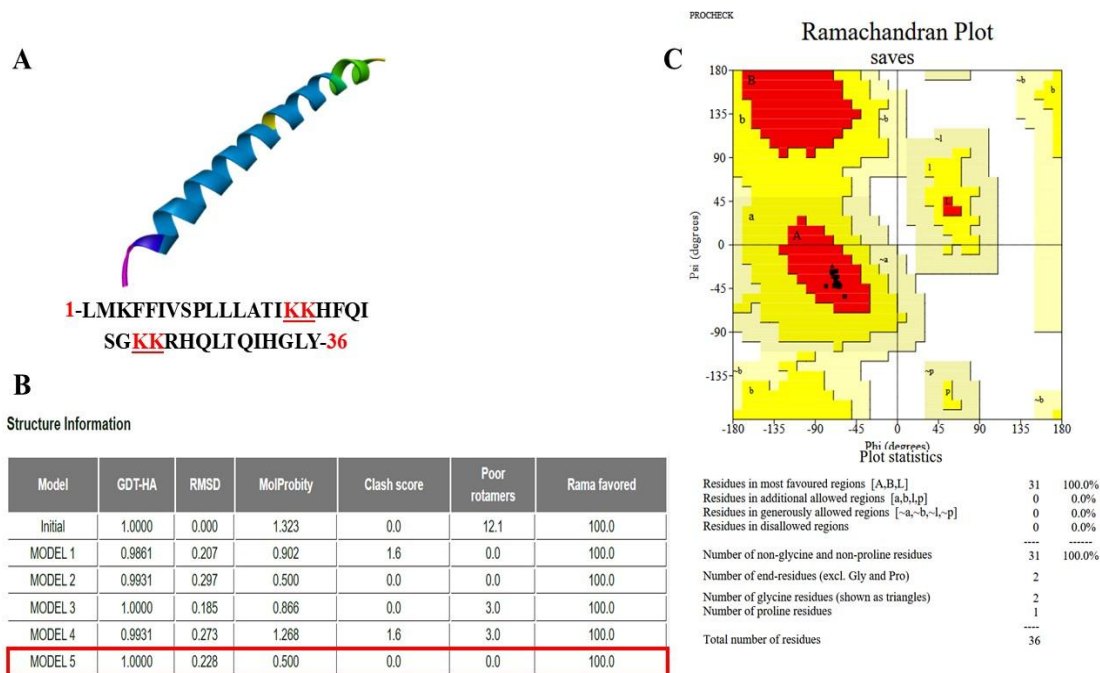 A
1-LMKFFIVSPLLLATIKKHFQI
SGKKRHQLTQIHGLY-36
B
Structure Information
Model GDT-HA RMSD MolProbity Clash score Poor rotamers Rama favored
Initial 1.0000 0.000 1.323 0.0 12.1 100.0
MODEL 1 0.9861 0.207 0.902 1.6 0.0 100.0
MODEL 2 0.9931 0.297 0.500 0.0 0.0 100.0
MODEL 3 1.0000 0.185 0.866 0.0 3.0 100.0
MODEL 4 0.9931 0.273 1.268 1.6 3.0 100.0
MODEL 5 1.0000 0.228 0.500 0.0 0.0 100.0
PROCHECK
C
Ramachandran Plot
saves
180
135
90
45
0
-45
-90
-135
Psi (degrees)
B
b
~b
~b
b
~l
l
L
a
A
~a
~b
b
~p
p
~b
-180 -135 -90 -45 0 45 90 135 180
Phi (degrees)
Plot statistics
Residues in most favoured regions [A,B,L] 31 100.0%
Residues in additional allowed regions [a,b,l,p] 0 0.0%
Residues in generously allowed regions [~a,~b,~l,~p] 0 0.0%
Residues in disallowed regions 0 0.0%
---- ------
Number of non-glycine and non-proline residues 31 100.0%
Number of end-residues (excl. Gly and Pro) 2
Number of glycine residues (shown as triangles) 2
Number of proline residues 1
----
Total number of residues 36